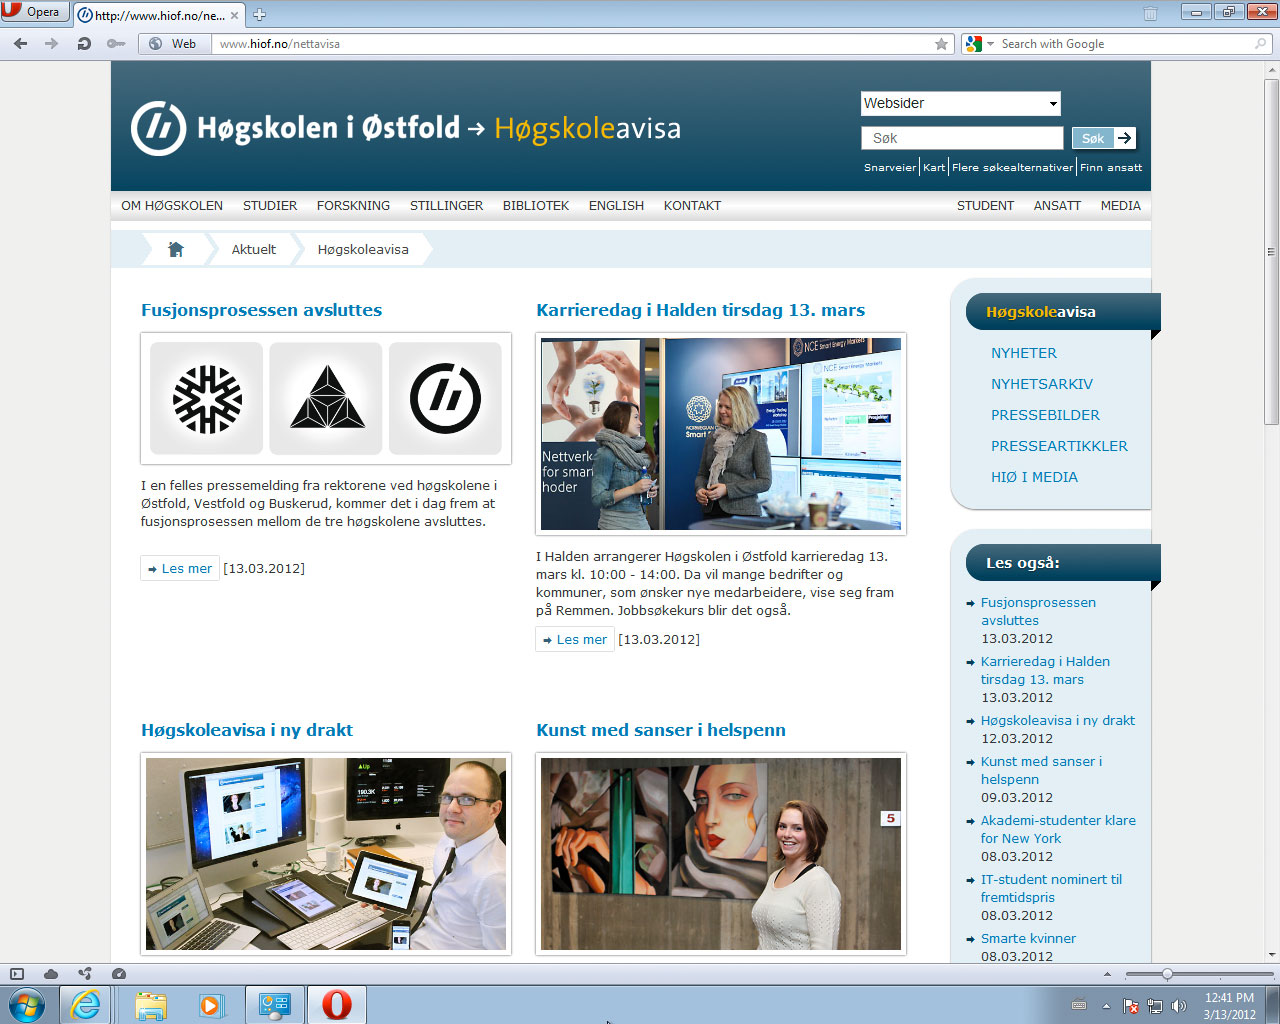 Opera
http://www.hiof.no/ne...
Web
www.hiof.no/nettavisa
Search with Google
Høgskolen i Østfold → Høgskoleavisa
Websider
Søk
Søk →
Snarveier | Kart | Flere søkealternativer | Finn ansatt
OM HØGSKOLEN STUDIER FORSKNING STILLINGER BIBLIOTEK ENGLISH KONTAKT STUDENT ANSATT MEDIA
Aktuelt Høgskoleavisa
Fusjonsprosessen avsluttes
I en felles pressemelding fra rektorene ved høgskolene i
Østfold, Vestfold og Buskerud, kommer det i dag frem at
fusjonsprosessen mellom de tre høgskolene avsluttes.
Les mer [13.03.2012]
Karrieredag i Halden tirsdag 13. mars
NCE Smart Energy Markets
NCE Smart Energy Markets
Nettverk
for smar
hoder
I Halden arrangerer Høgskolen i Østfold karrieredag 13.
mars kl. 10:00 - 14:00. Da vil mange bedrifter og
kommuner, som ønsker nye medarbeidere, vise seg fram
på Remmen. Jobbsøkekurs blir det også.
Les mer [13.03.2012]
Høgskoleavisa i ny drakt
Up
190.3K
Kunst med sanser i helspenn
5
Høgskoleavisa
NYHETER
NYHETSARKIV
PRESSEBILDER
PRESSEARTIKKLER
HIØ I MEDIA
Les også:
Fusjonsprosessen
avsluttes
13.03.2012
Karrieredag i Halden
tirsdag 13. mars
13.03.2012
Høgskoleavisa i ny drakt
12.03.2012
Kunst med sanser i
helspenn
09.03.2012
Akademi-studenter klare
for New York
08.03.2012
IT-student nominert til
fremtidspris
08.03.2012
Smarte kvinner
08.03.2012
12:41 PM
3/13/2012